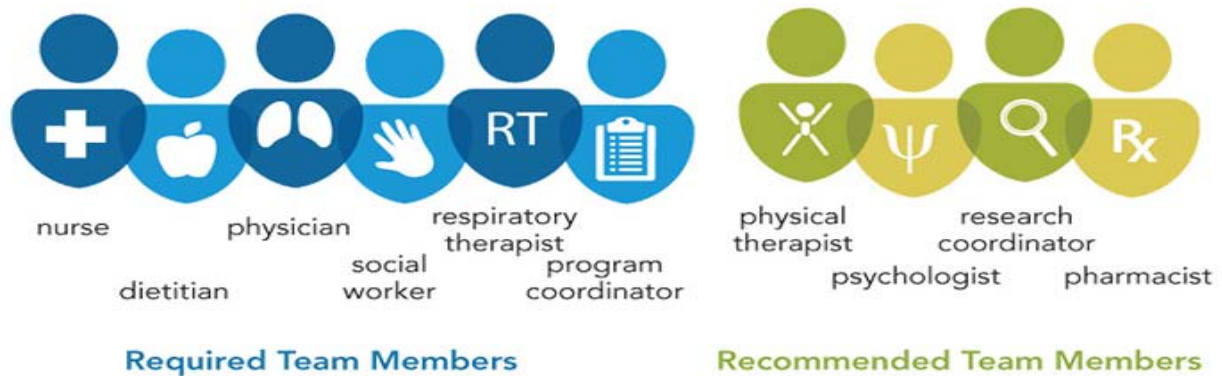 RT
Rx
nurse
dietitian
physician
social
worker
respiratory
therapist
program
coordinator
physical
therapist
psychologist
research
coordinator
pharmacist
Required Team Members
Recommended Team Members